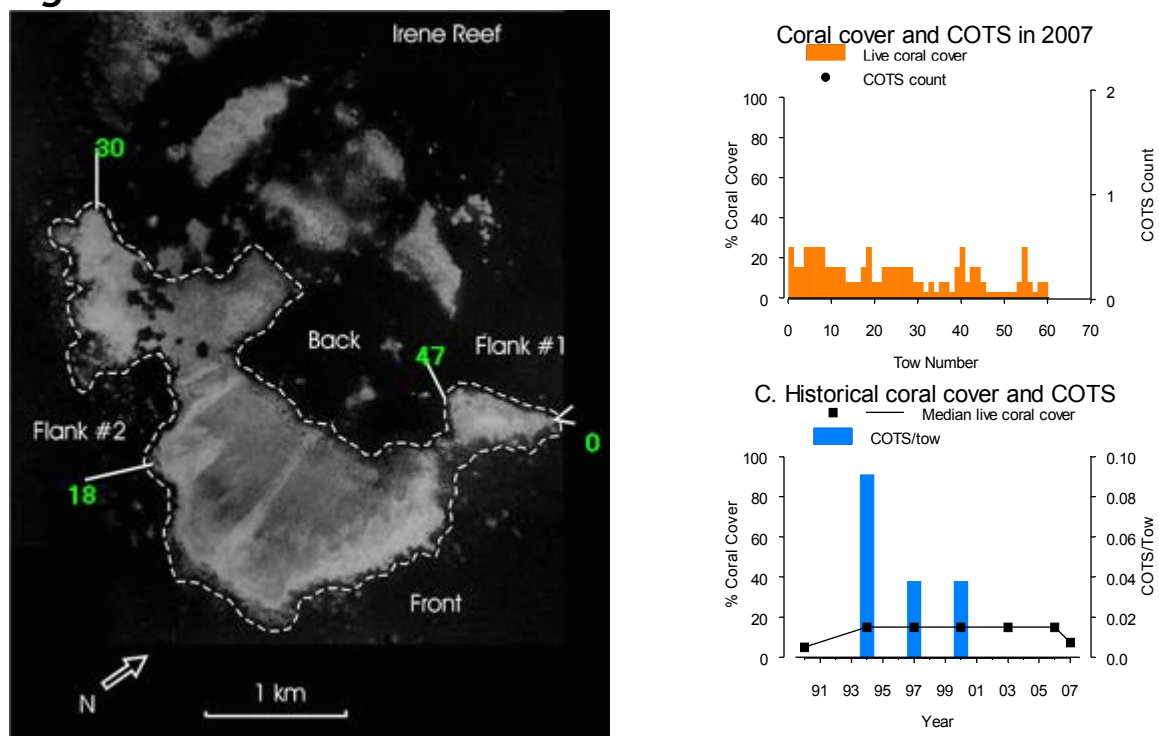 Irene Reef
30
Back
Flank #1
47
Flank #2
0
18
Front
N
1 km
Coral cover and COTS in 2007
Live coral cover
COTS count
100
80
60
40
20
0
% Coral Cover
2
1
0
COTS Count
0 10 20 30 40 50 60 70
Tow Number
C. Historical coral cover and COTS
Median live coral cover
COTS/tow
100
80
60
40
20
0
% Coral Cover
0.10
0.08
0.06
0.04
0.02
0.0
COTS/Tow
91 93 95 97 99 01 03 05 07
Year